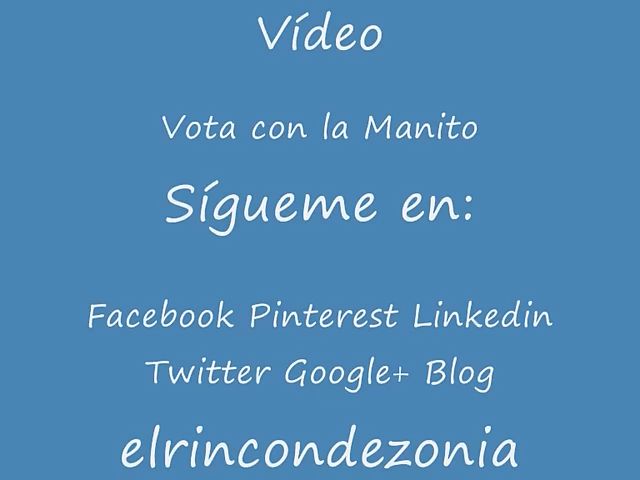 Vídeo
Vota con la Manito
Sígueme en:
Facebook Pinterest Linkedin
Twitter Google+ Blog
elrincondezonia